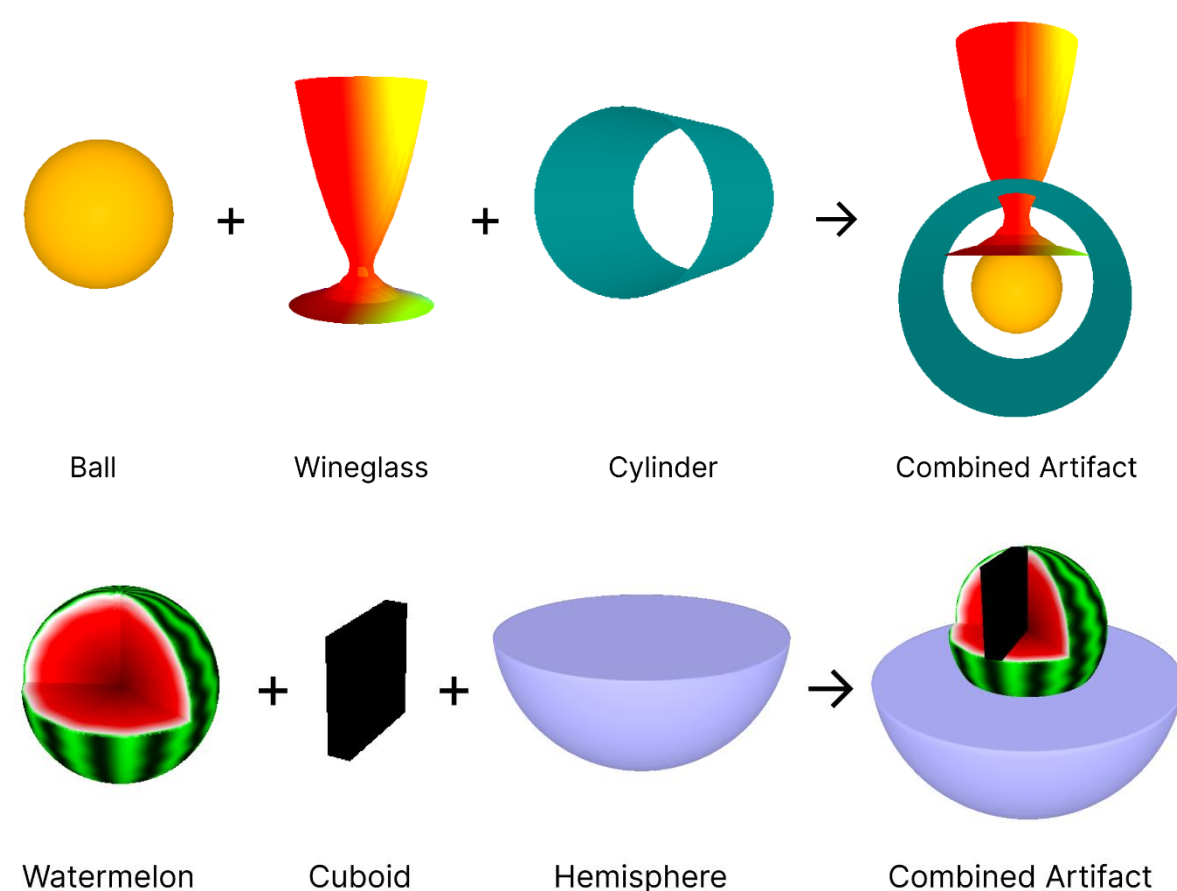 + + →
Ball Wineglass Cylinder Combined Artifact
+ + →
Watermelon Cuboid Hemisphere Combined Artifact